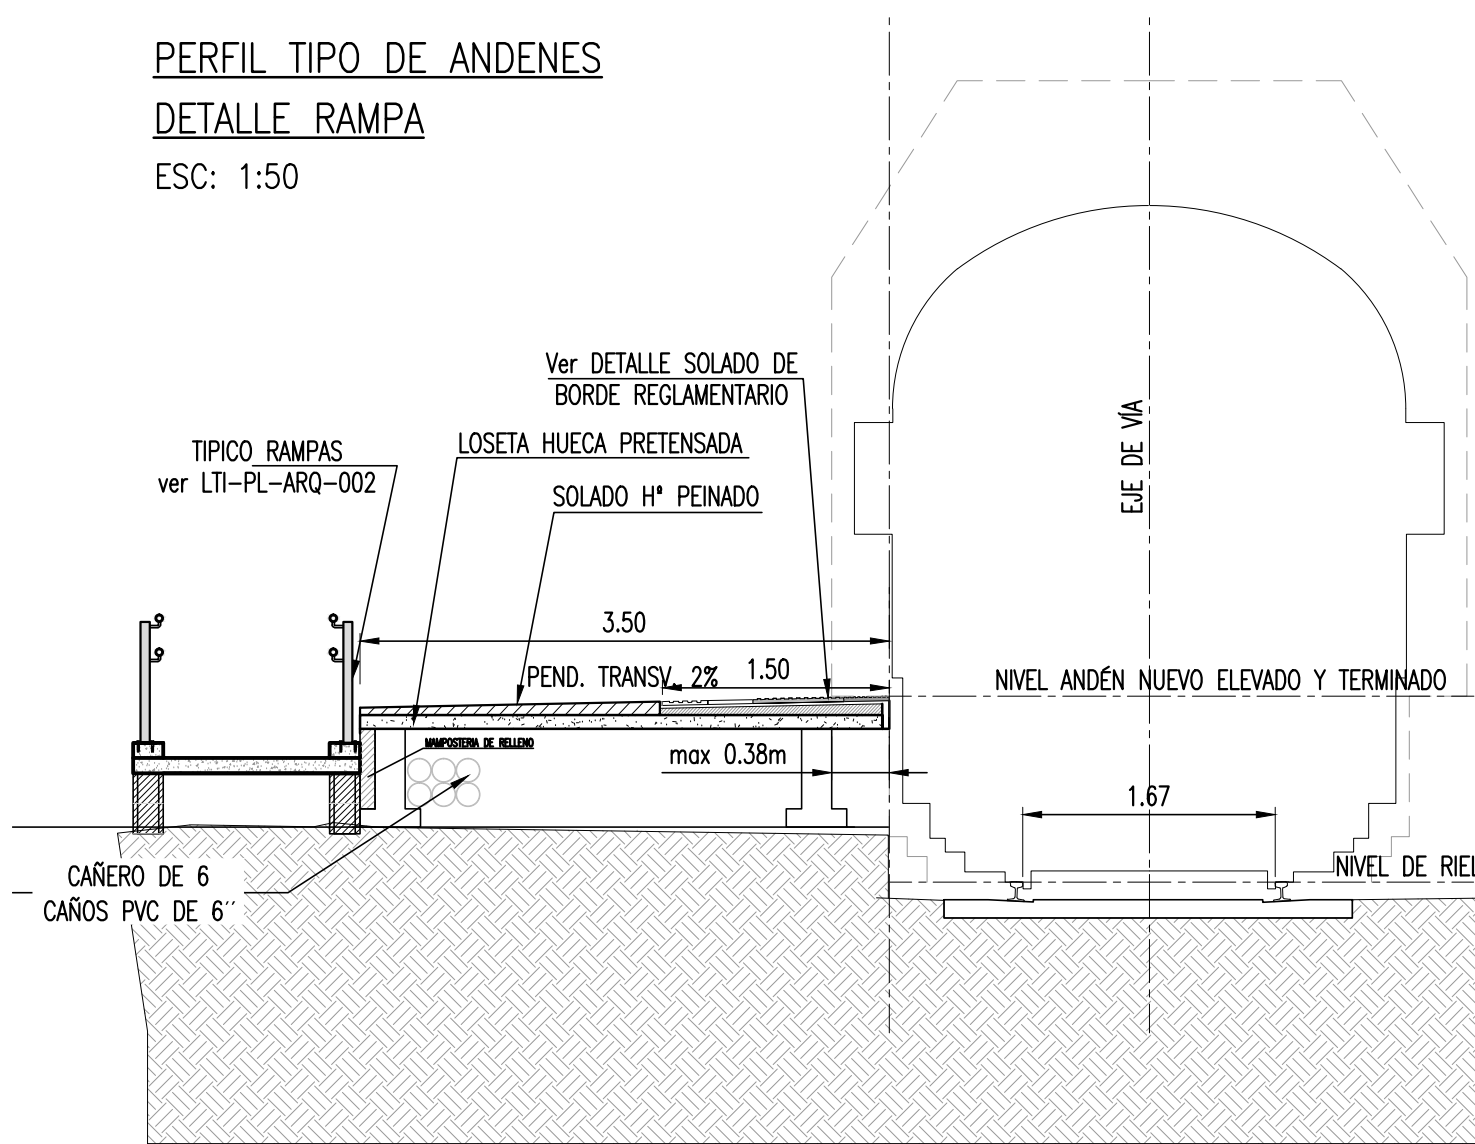 PERFIL TIPO DE ANDENES
DETALLE RAMPA
ESC: 1:50
Ver DETALLE SOLADO DE
BORDE REGLAMENTARIO
TIPICO RAMPAS
ver LTI-PL-ARQ-002
LOSETA HUECA PRETENSADA
SOLADO Hº PEINADO
EJE DE VÍA
3.50
PEND. TRANSV. 2%
1.50
NIVEL ANDÉN NUEVO ELEVADO Y TERMINADO
MAMPOSTERIA DE RELLENO
max 0.38m
1.67
NIVEL DE RIEL
CAÑERO DE 6
CAÑOS PVC DE 6´´